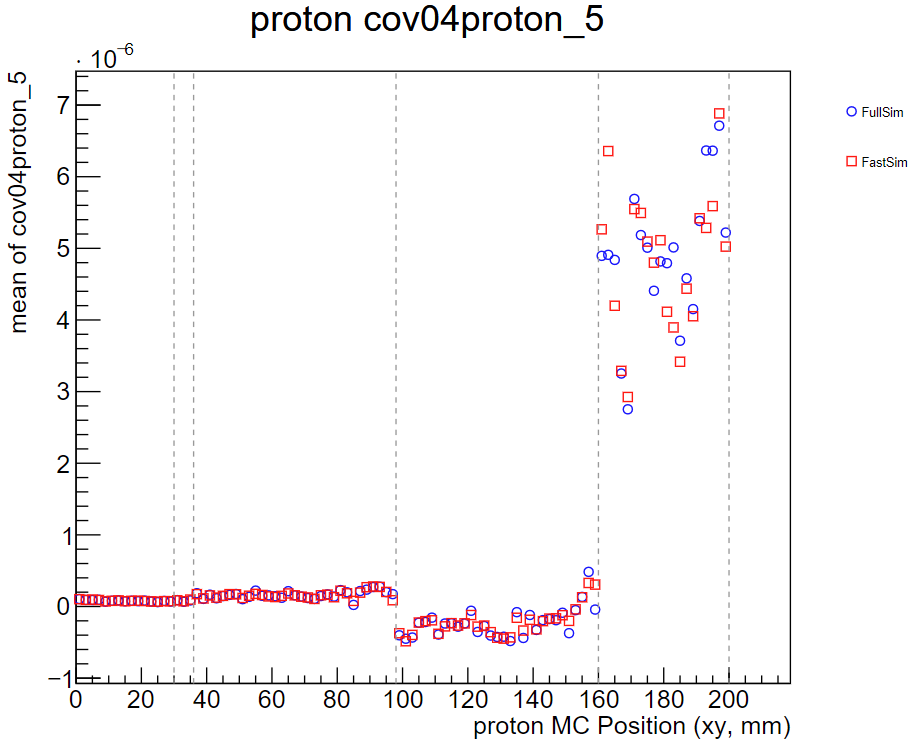 proton cov04proton_5
· 10⁻⁶
mean of cov04proton_5
7
6
5
4
3
2
1
0
−1
0 20 40 60 80 100 120 140 160 180 200
proton MC Position (xy, mm)
FullSim
FastSim